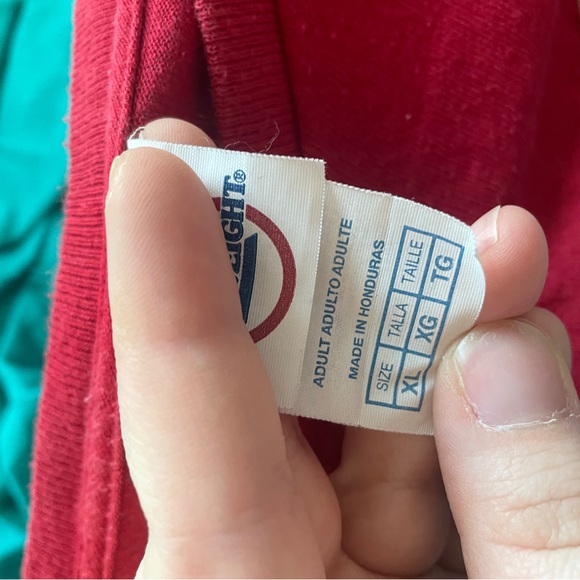 ADULT ADULTO ADULTE
MADE IN HONDURAS
SIZE TALLA TAILLE
XL XG TG